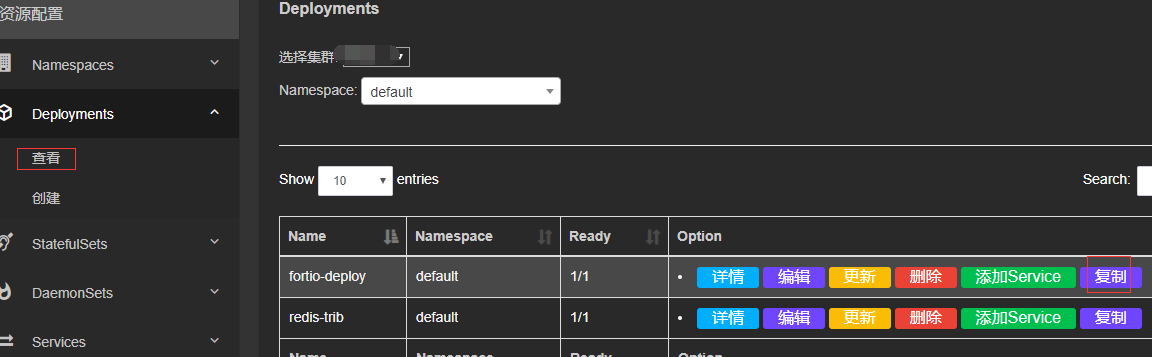 资源配置
Namespaces
Deployments
查看
创建
StatefulSets
DaemonSets
Services
Deployments
选择集群:
Namespace: default
Show 10 entries
Search:
Name Namespace Ready Option
fortio-deploy default 1/1 • 详情 编辑 更新 删除 添加Service 复制
redis-trib default 1/1 • 详情 编辑 更新 删除 添加Service 复制
Name Namespace Ready Option